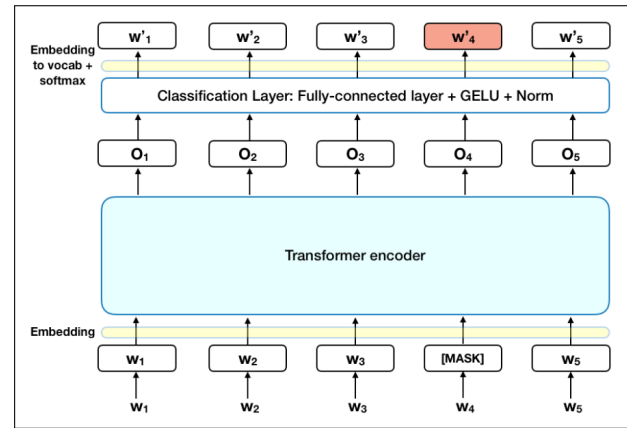 w'₁ w'₂ w'₃ w'₄ w'₅
Embedding
to vocab +
softmax
Classification Layer: Fully-connected layer + GELU + Norm
O₁ O₂ O₃ O₄ O₅
Transformer encoder
Embedding
w₁ w₂ w₃ [MASK] w₅
w₁ w₂ w₃ w₄ w₅